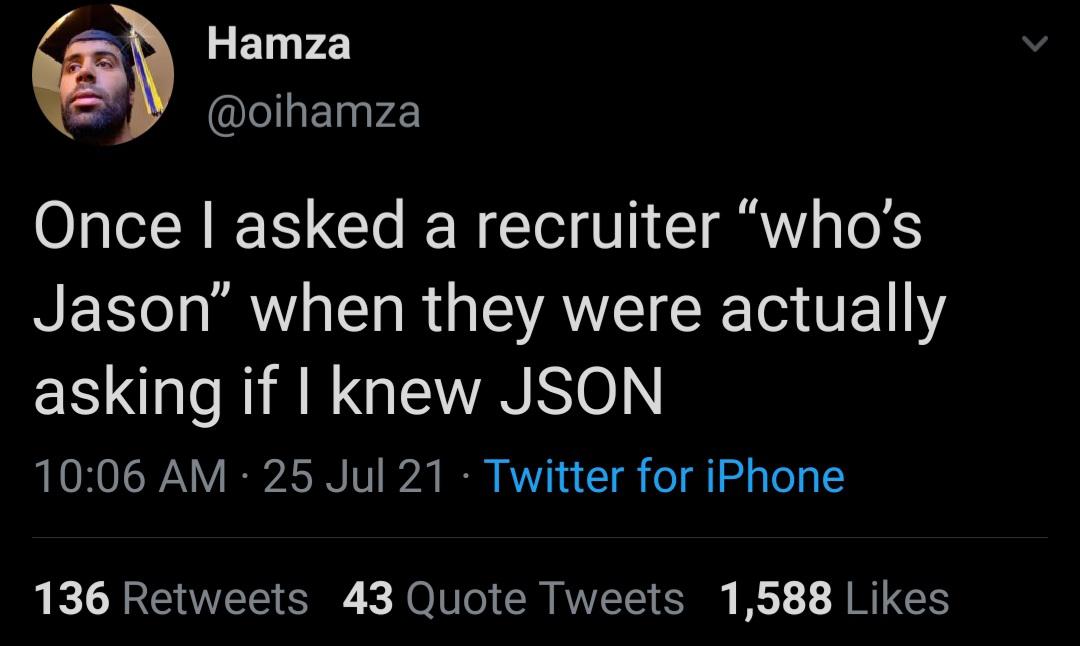 Hamza
@oihamza
Once I asked a recruiter “who’s
Jason” when they were actually
asking if I knew JSON
10:06 AM · 25 Jul 21 · Twitter for iPhone
136 Retweets 43 Quote Tweets 1,588 Likes